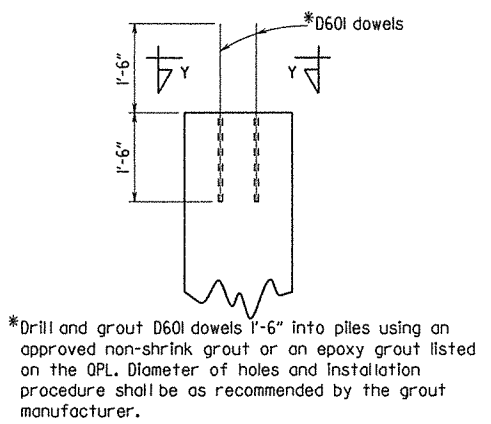 *D601 dowels
1'-6"
Y Y
1'-6"
*Drill and grout D601 dowels 1'-6" into piles using an
approved non-shrink grout or an epoxy grout listed
on the QPL. Diameter of holes and installation
procedure shall be as recommended by the grout
manufacturer.